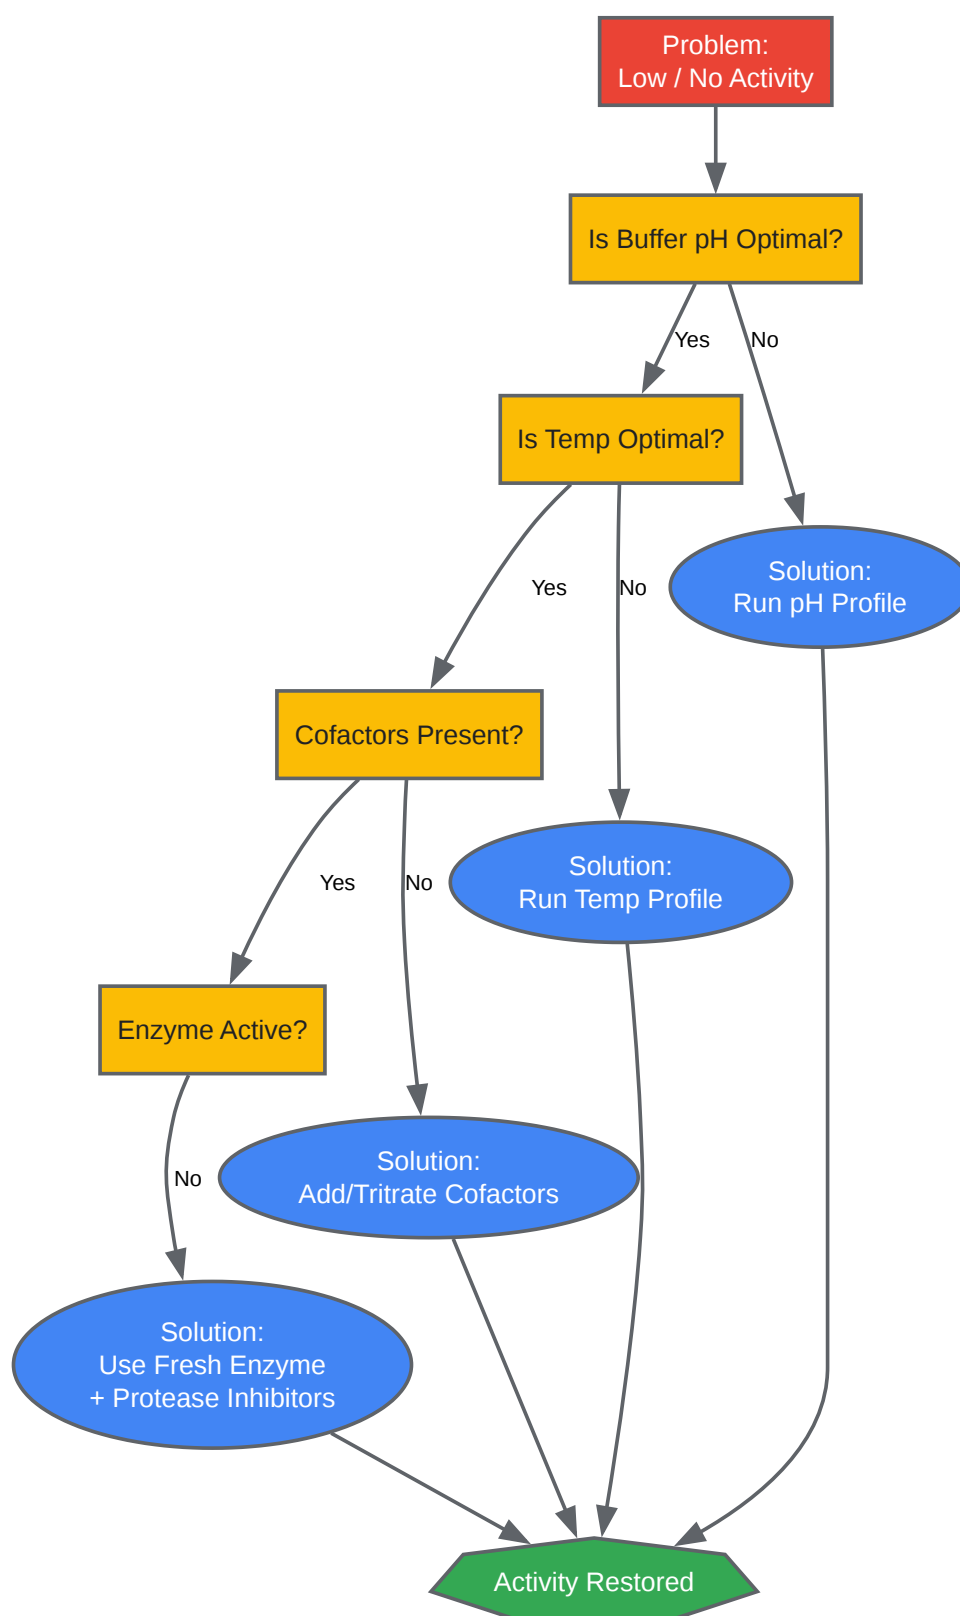 Problem:
Low / No Activity
Is Buffer pH Optimal?
Yes
No
Is Temp Optimal?
Solution:
Run pH Profile
Yes
No
Cofactors Present?
Solution:
Run Temp Profile
Yes
No
Enzyme Active?
Solution:
Add/Tritrate Cofactors
No
Solution:
Use Fresh Enzyme
+ Protease Inhibitors
Activity Restored